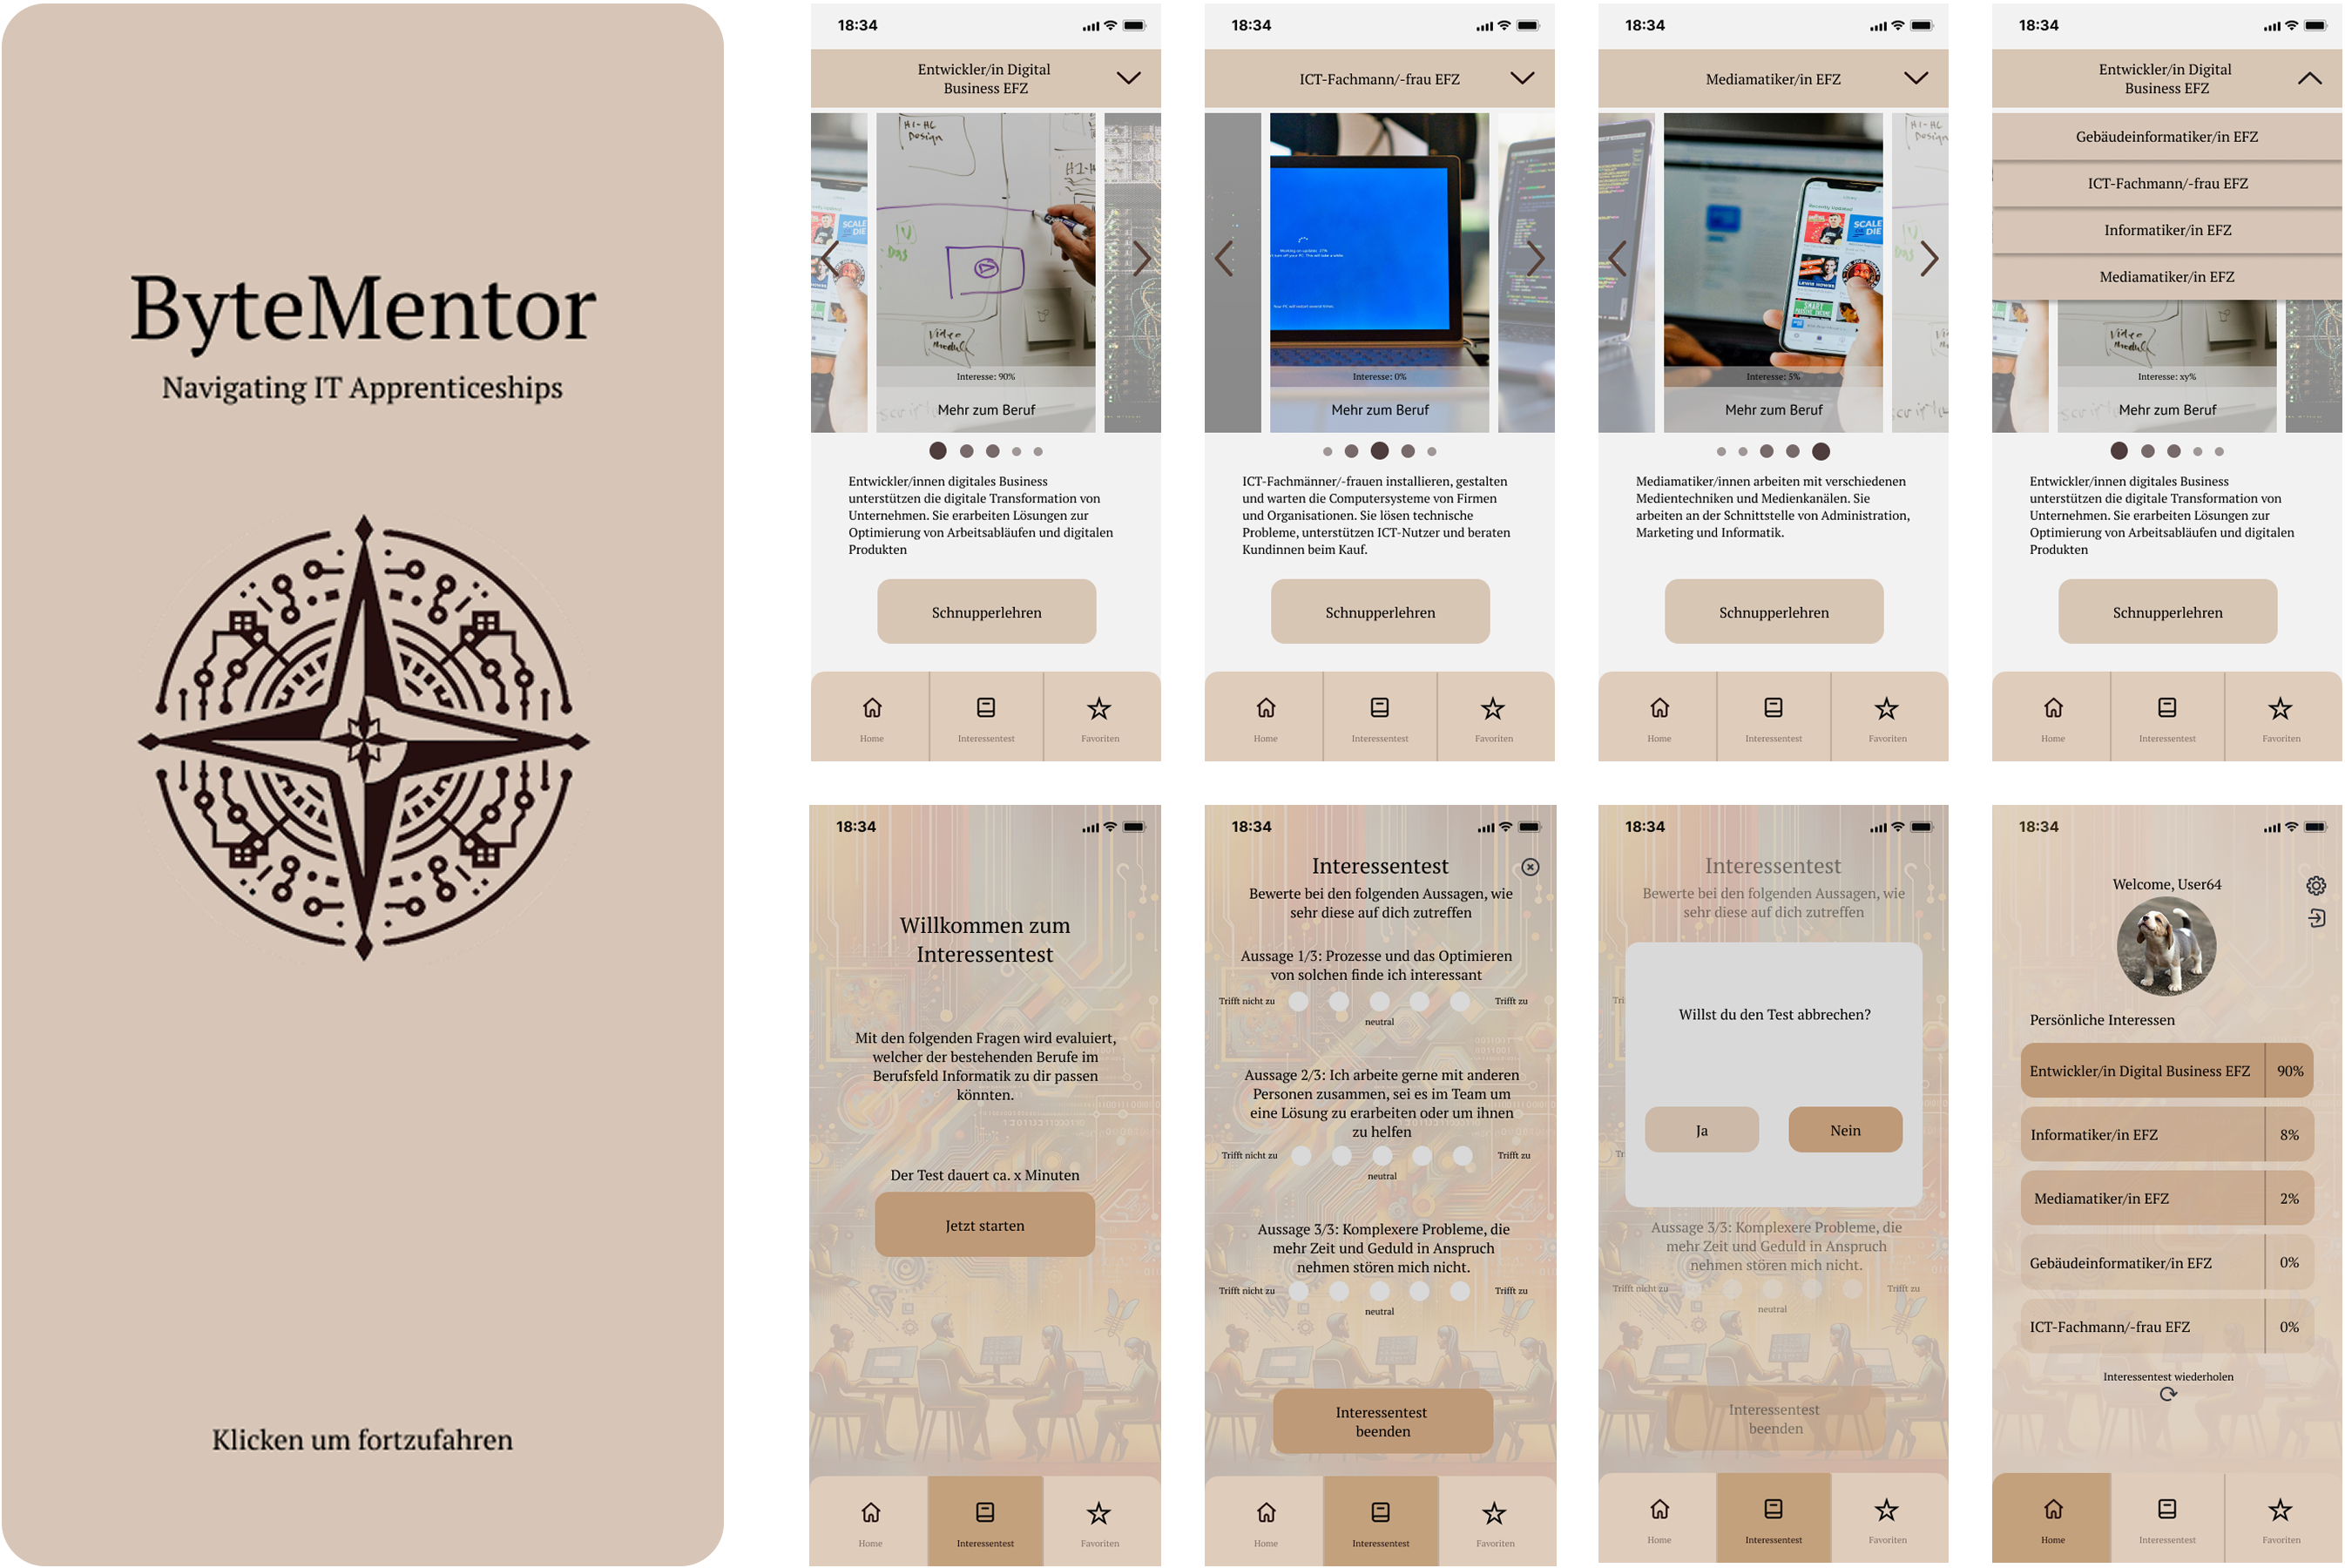 ByteMentor
Navigating IT Apprenticeships
Klicken um fortzufahren
18:34
Entwickler/in Digital
Business EFZ
HI-HC
Design
Video
Modul
Interesse: 90%
Mehr zum Beruf
Entwickler/innen digitales Business
unterstützen die digitale Transformation von
Unternehmen. Sie erarbeiten Lösungen zur
Optimierung von Arbeitsabläufen und digitalen
Produkten
Schnupperlehren
Home
Interessentest
Favoriten
18:34
ICT-Fachmann/-frau EFZ
Interesse: 0%
Mehr zum Beruf
ICT-Fachmänner/-frauen installieren, gestalten
und warten die Computersysteme von Firmen
und Organisationen. Sie lösen technische
Probleme, unterstützen ICT-Nutzer und beraten
Kundinnen beim Kauf.
Schnupperlehren
Home
Interessentest
Favoriten
18:34
Mediamatiker/in EFZ
Recently Updated
SCALE
Interesse: 5%
Mehr zum Beruf
Mediamatiker/innen arbeiten mit verschiedenen
Medientechniken und Medienkanälen. Sie
arbeiten an der Schnittstelle von Administration,
Marketing und Informatik.
Schnupperlehren
Home
Interessentest
Favoriten
18:34
Entwickler/in Digital
Business EFZ
Gebäudeinformatiker/in EFZ
ICT-Fachmann/-frau EFZ
Informatiker/in EFZ
Mediamatiker/in EFZ
Video
Modul
Interesse: xy%
Mehr zum Beruf
Entwickler/innen digitales Business
unterstützen die digitale Transformation von
Unternehmen. Sie erarbeiten Lösungen zur
Optimierung von Arbeitsabläufen und digitalen
Produkten
Schnupperlehren
Home
Interessentest
Favoriten
18:34
Willkommen zum
Interessentest
Mit den folgenden Fragen wird evaluiert,
welcher der bestehenden Berufe im
Berufsfeld Informatik zu dir passen
könnten.
Der Test dauert ca. x Minuten
Jetzt starten
Home
Interessentest
Favoriten
18:34
Interessentest
Bewerte bei den folgenden Aussagen, wie
sehr diese auf dich zutreffen
Aussage 1/3: Prozesse und das Optimieren
von solchen finde ich interessant
Trifft nicht zu
Trifft zu
neutral
Aussage 2/3: Ich arbeite gerne mit anderen
Personen zusammen, sei es im Team um
eine Lösung zu erarbeiten oder um ihnen
zu helfen
Trifft nicht zu
Trifft zu
neutral
Aussage 3/3: Komplexere Probleme, die
mehr Zeit und Geduld in Anspruch
nehmen stören mich nicht.
Trifft nicht zu
Trifft zu
neutral
Interessentest
beenden
Home
Interessentest
Favoriten
18:34
Interessentest
Bewerte bei den folgenden Aussagen, wie
sehr diese auf dich zutreffen
Willst du den Test abbrechen?
Ja
Nein
Aussage 3/3: Komplexere Probleme, die
mehr Zeit und Geduld in Anspruch
nehmen stören mich nicht.
Trifft nicht zu
Trifft zu
neutral
Interessentest
beenden
Home
Interessentest
Favoriten
18:34
Welcome, User64
Persönliche Interessen
Entwickler/in Digital Business EFZ 90%
Informatiker/in EFZ 8%
Mediamatiker/in EFZ 2%
Gebäudeinformatiker/in EFZ 0%
ICT-Fachmann/-frau EFZ 0%
Interessentest wiederholen
Home
Interessentest
Favoriten